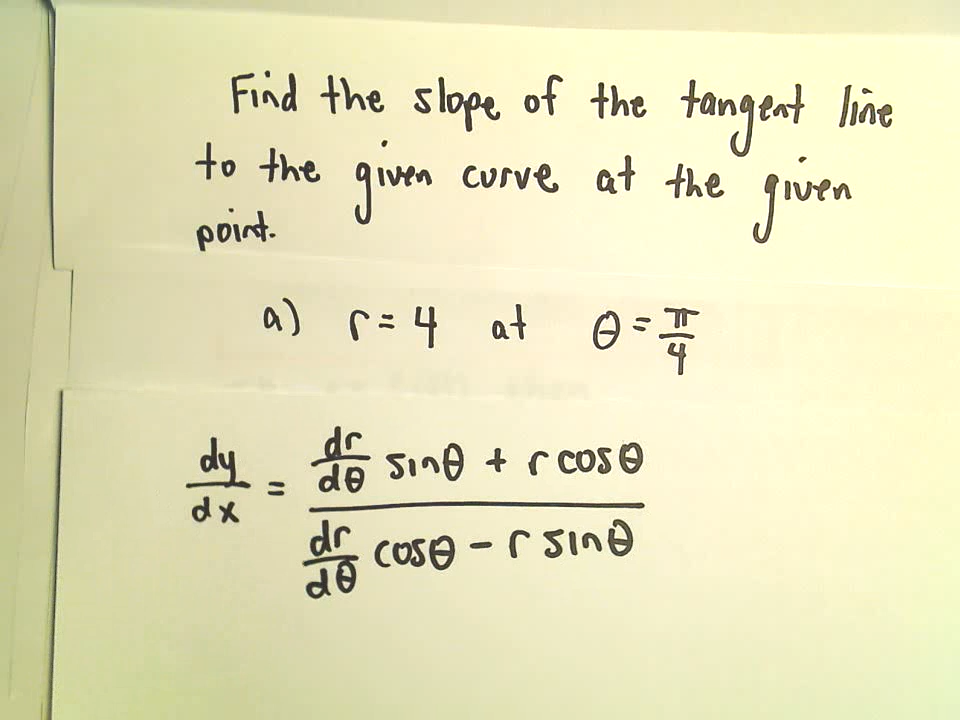 Find the slope of the tangent line
to the given curve at the given
point.
a) r = 4 at θ = π/4
dy/dx = (dr/dθ sinθ + r cosθ) / (dr/dθ cosθ - r sinθ)